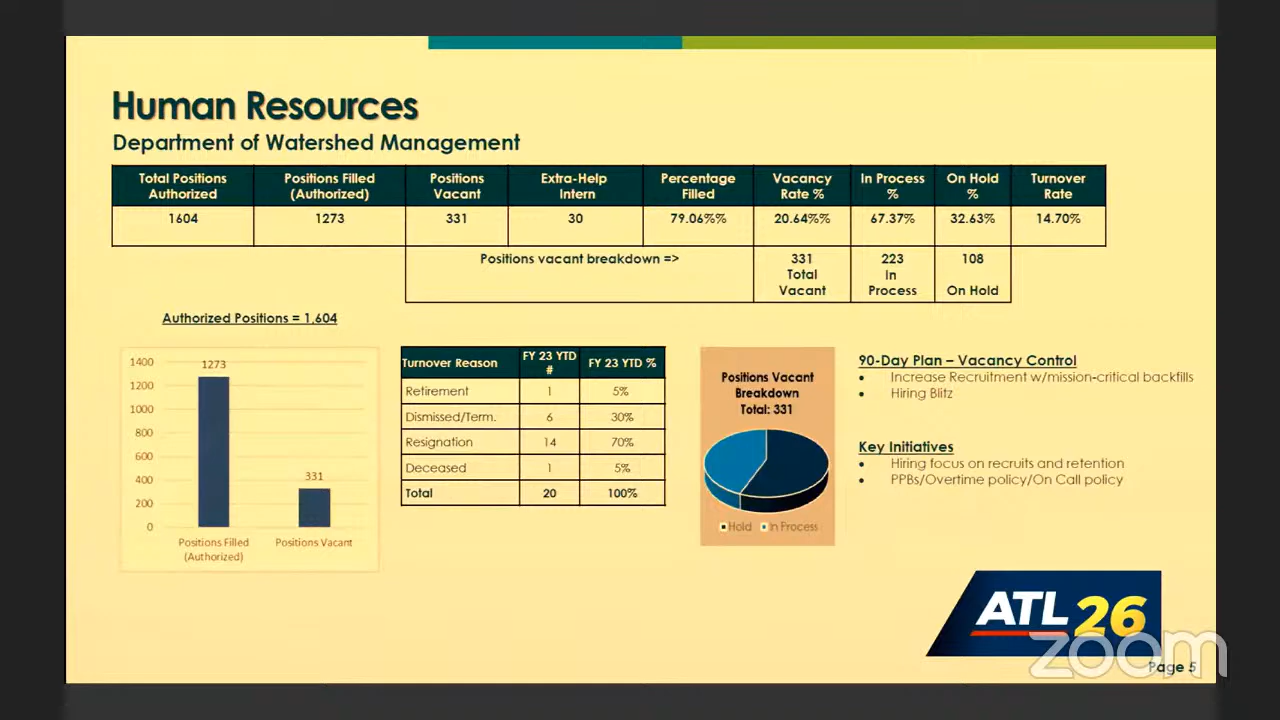 Human Resources
Department of Watershed Management
Total Positions Authorized Positions Filled (Authorized) Positions Vacant Extra-Help Intern Percentage Filled Vacancy Rate % In Process % On Hold % Turnover Rate
1604 1273 331 30 79.06%% 20.64%% 67.37% 32.63% 14.70%
Positions vacant breakdown => 331 Total Vacant 223 In Process 108 On Hold
Authorized Positions = 1,604
1400
1200
1000
800
600
400
200
0
1273
331
Positions Filled (Authorized)
Positions Vacant
Turnover Reason FY 23 YTD # FY 23 YTD %
Retirement 1 5%
Dismissed/Term. 6 30%
Resignation 14 70%
Deceased 1 5%
Total 20 100%
Positions Vacant
Breakdown
Total: 331
Hold In Process
90-Day Plan – Vacancy Control
• Increase Recruitment w/mission-critical backfills
• Hiring Blitz
Key Initiatives
• Hiring focus on recruits and retention
• PPBs/Overtime policy/On Call policy
ATL 26
zoom
Page 5